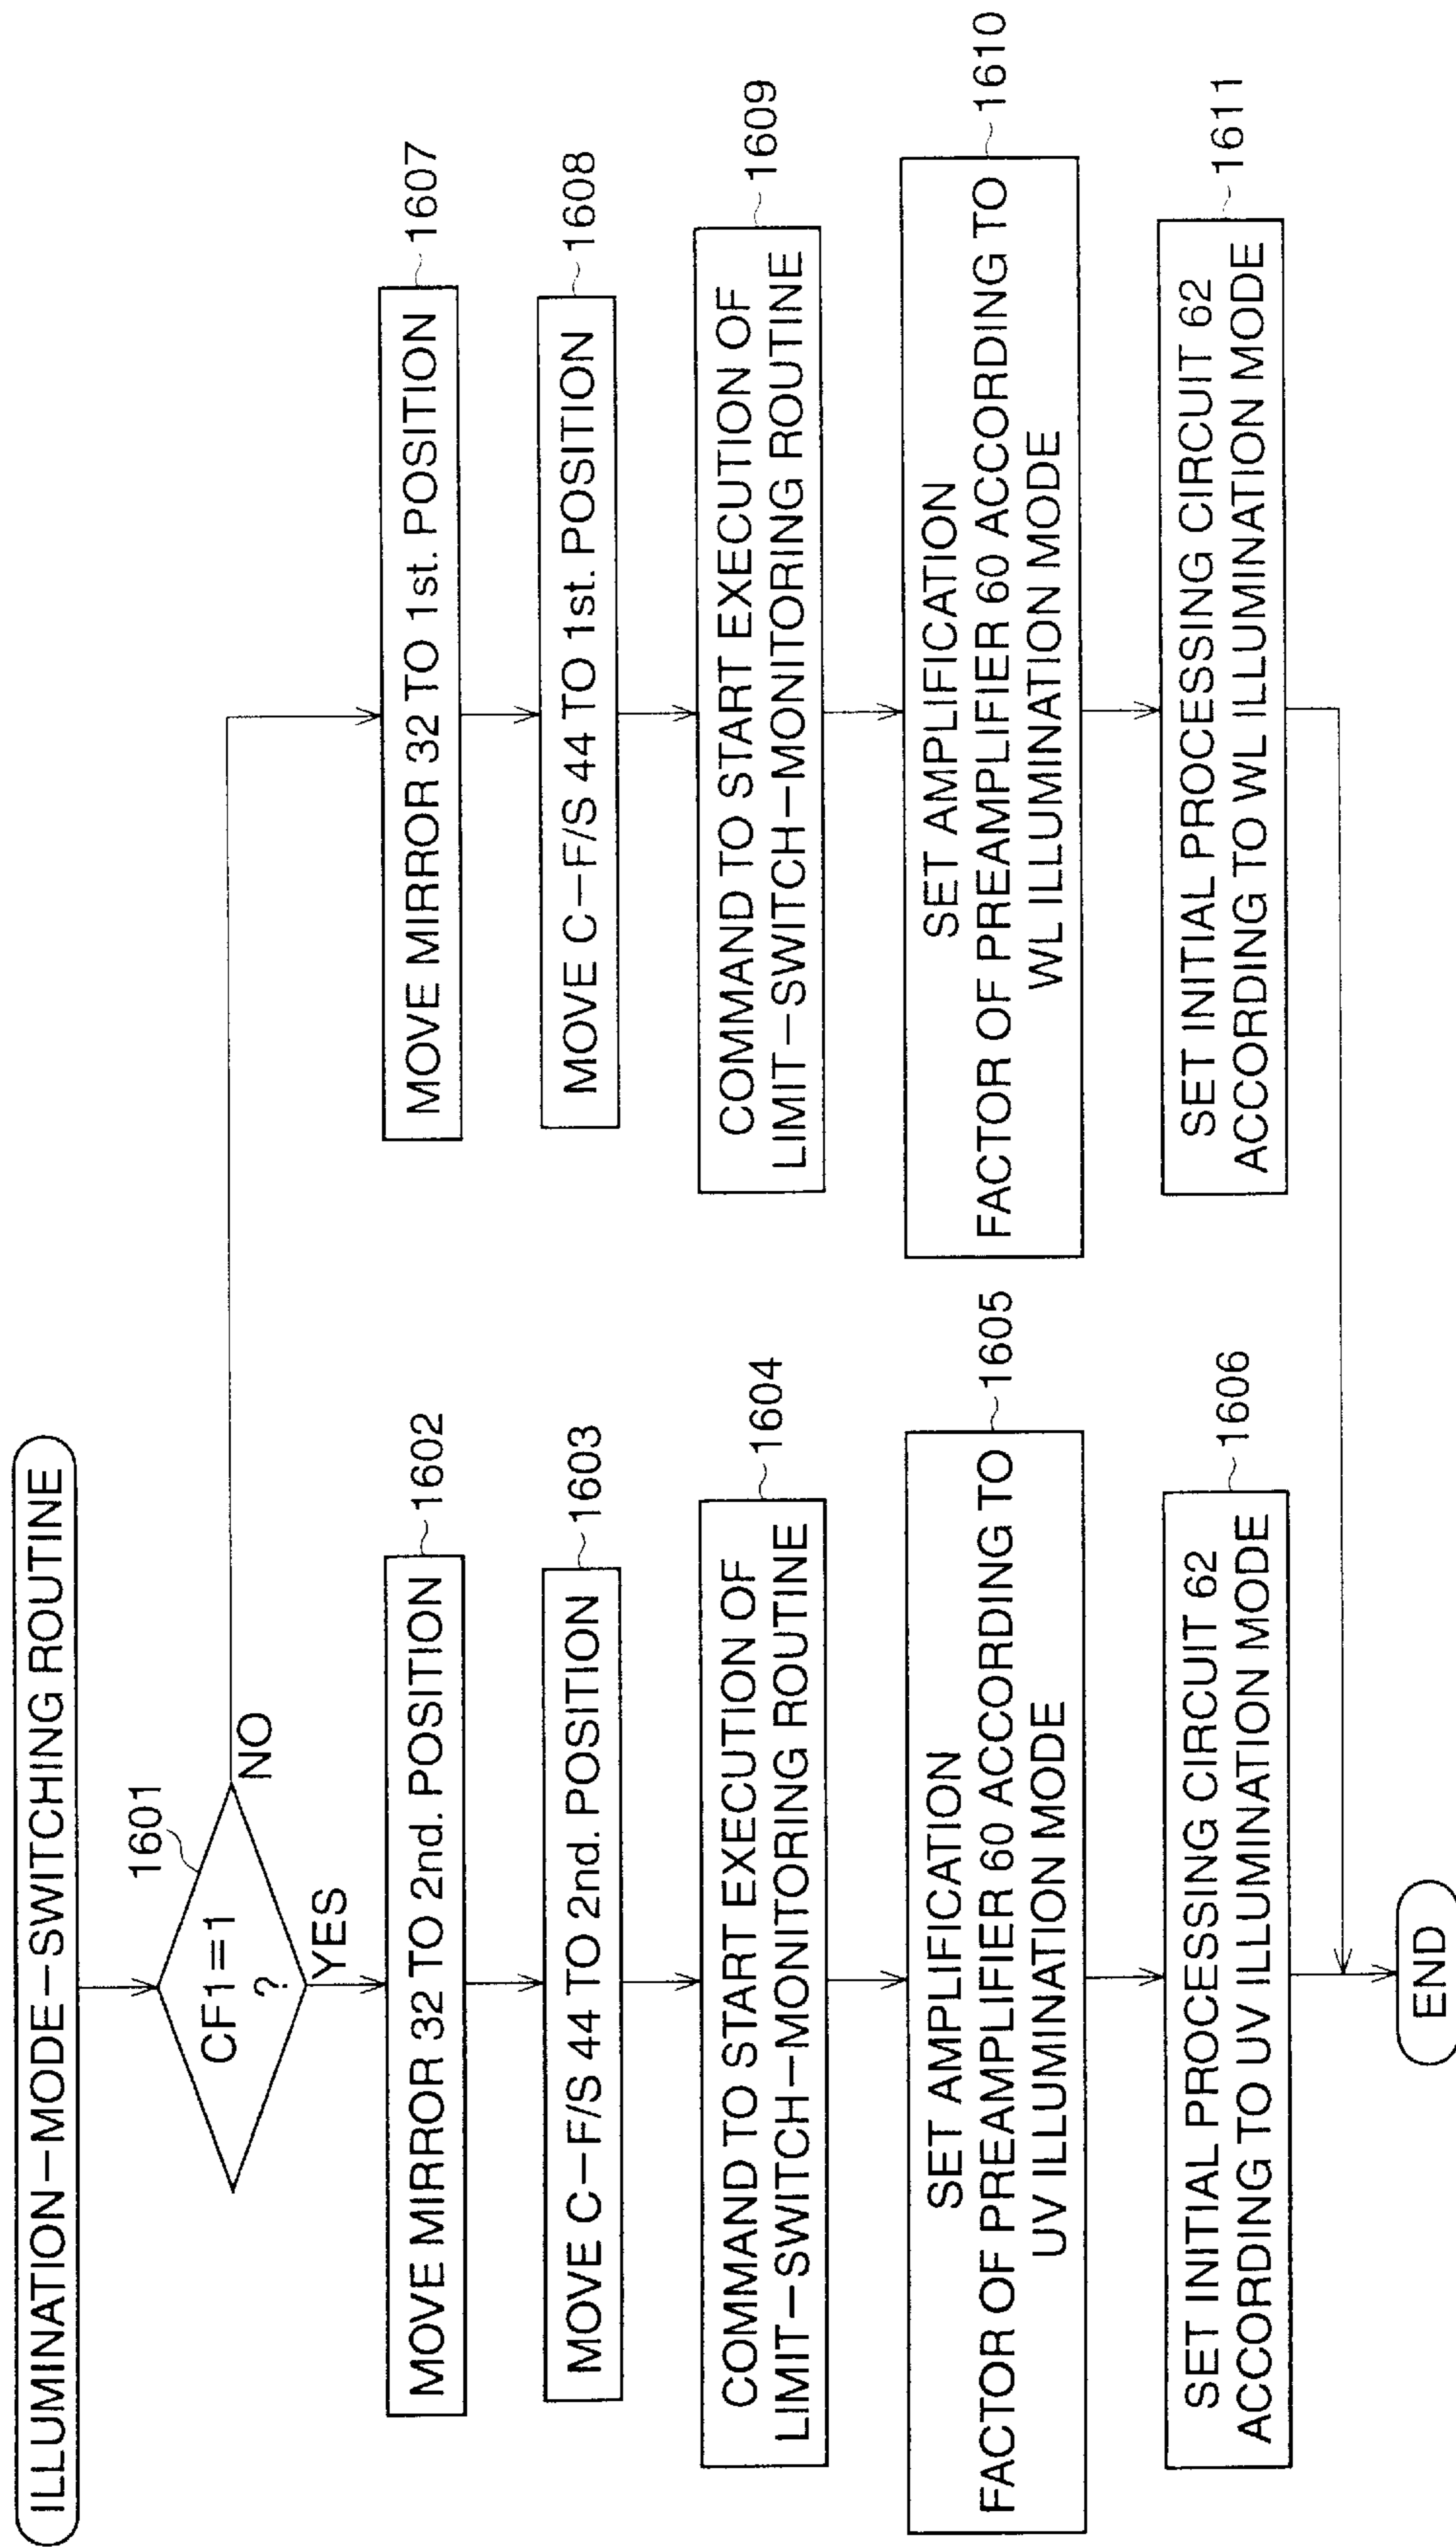 ILLUMINATION-MODE-SWITCHING ROUTINE
1601
CF1=1
?
NO
YES
MOVE MIRROR 32 TO 2nd. POSITION
1602
MOVE C-F/S 44 TO 2nd. POSITION
1603
COMMAND TO START EXECUTION OF
LIMIT-SWITCH-MONITORING ROUTINE
1604
SET AMPLIFICATION
FACTOR OF PREAMPLIFIER 60 ACCORDING TO
UV ILLUMINATION MODE
1605
SET INITIAL PROCESSING CIRCUIT 62
ACCORDING TO UV ILLUMINATION MODE
1606
MOVE MIRROR 32 TO 1st. POSITION
1607
MOVE C-F/S 44 TO 1st. POSITION
1608
COMMAND TO START EXECUTION OF
LIMIT-SWITCH-MONITORING ROUTINE
1609
SET AMPLIFICATION
FACTOR OF PREAMPLIFIER 60 ACCORDING TO
WL ILLUMINATION MODE
1610
SET INITIAL PROCESSING CIRCUIT 62
ACCORDING TO WL ILLUMINATION MODE
1611
END